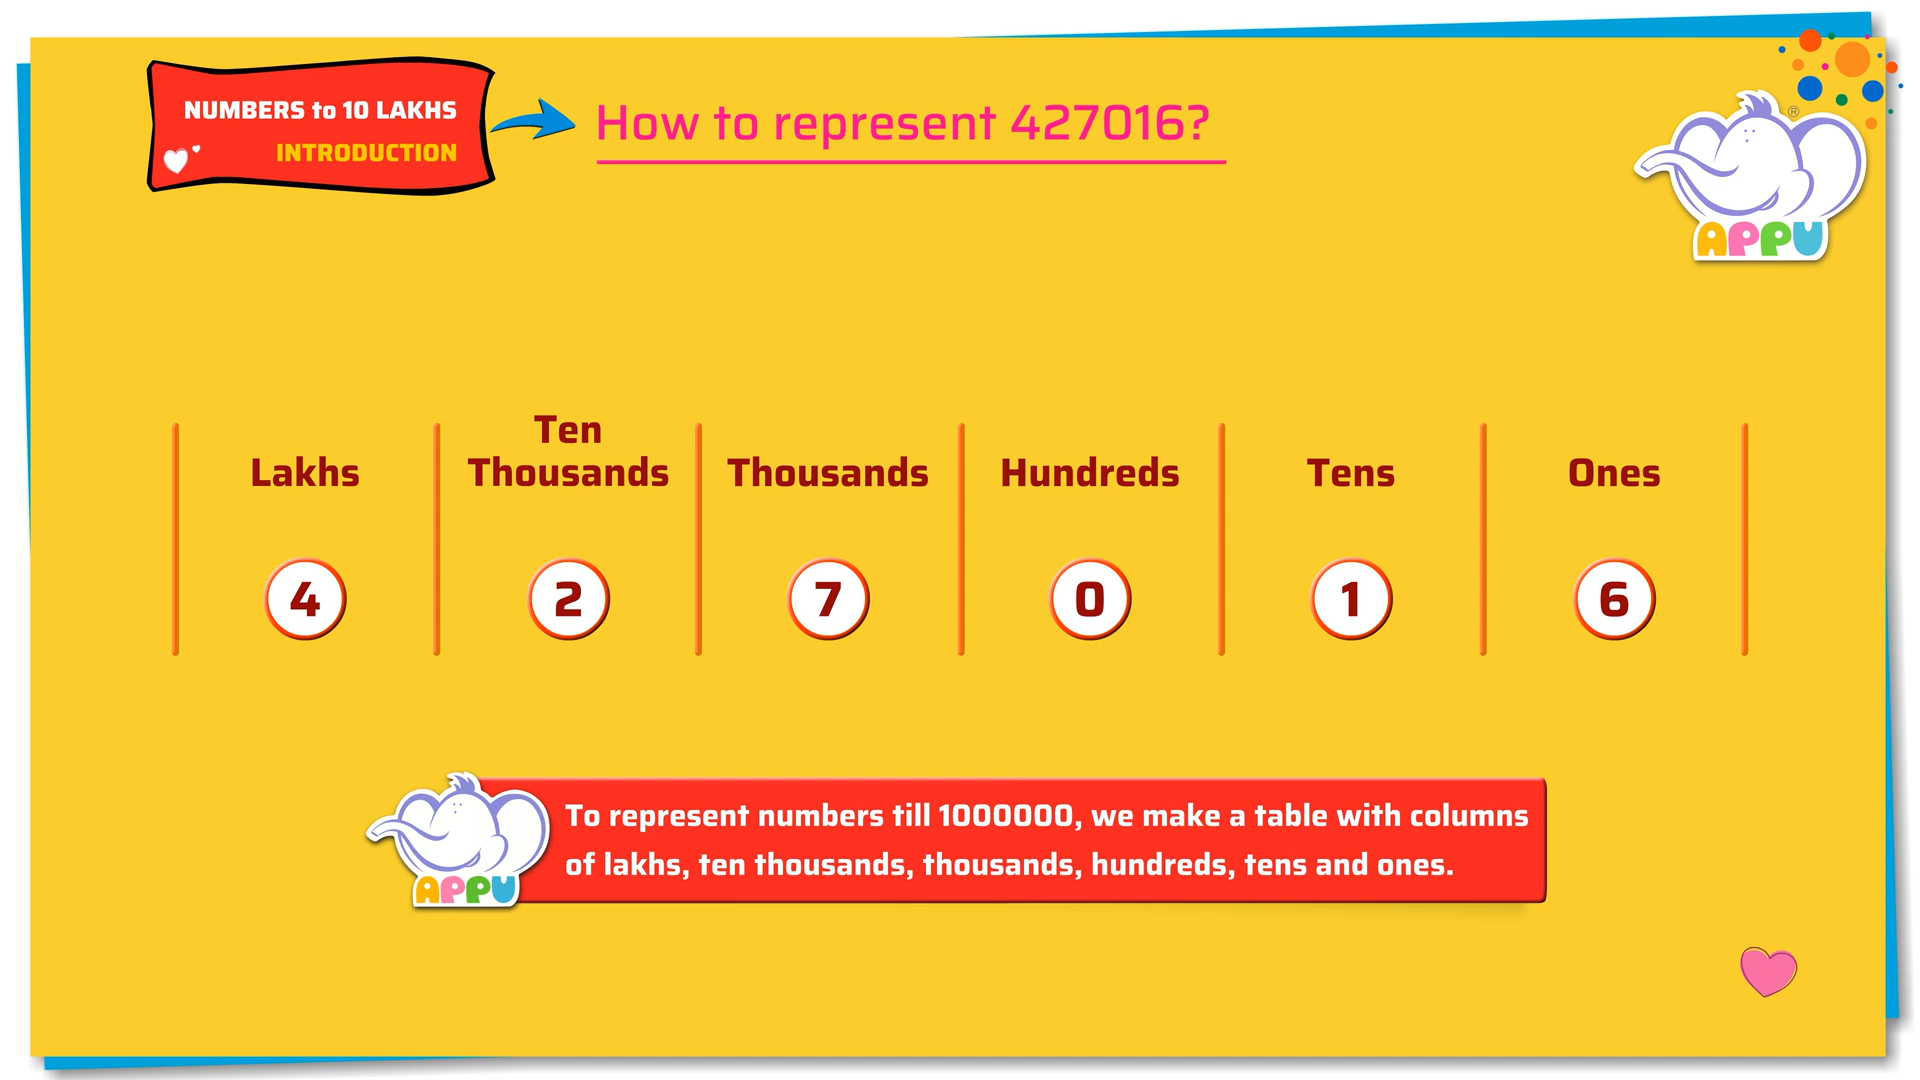 NUMBERS to 10 LAKHS
INTRODUCTION
How to represent 427016?
®
APPU
Ten
Lakhs Thousands Thousands Hundreds Tens Ones
4 2 7 0 1 6
To represent numbers till 1000000, we make a table with columns
of lakhs, ten thousands, thousands, hundreds, tens and ones.
APPU